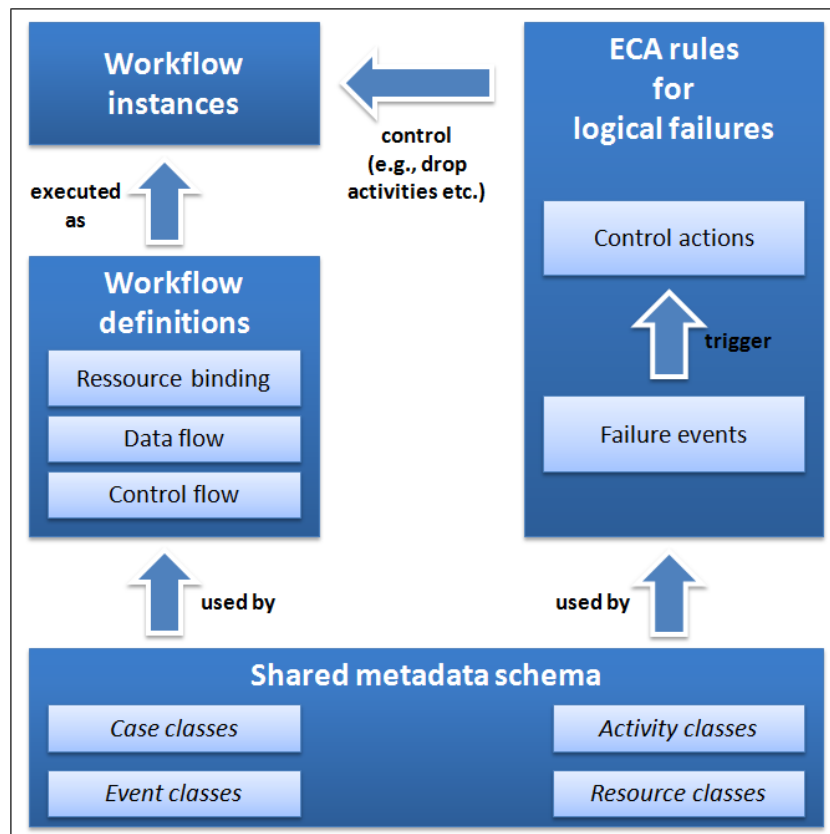 Workflow
instances
ECA rules
for
logical failures
control
(e.g., drop
activities etc.)
executed
as
Control actions
Workflow
definitions
trigger
Ressource binding
Data flow
Failure events
Control flow
used by
used by
Shared metadata schema
Case classes
Activity classes
Event classes
Resource classes